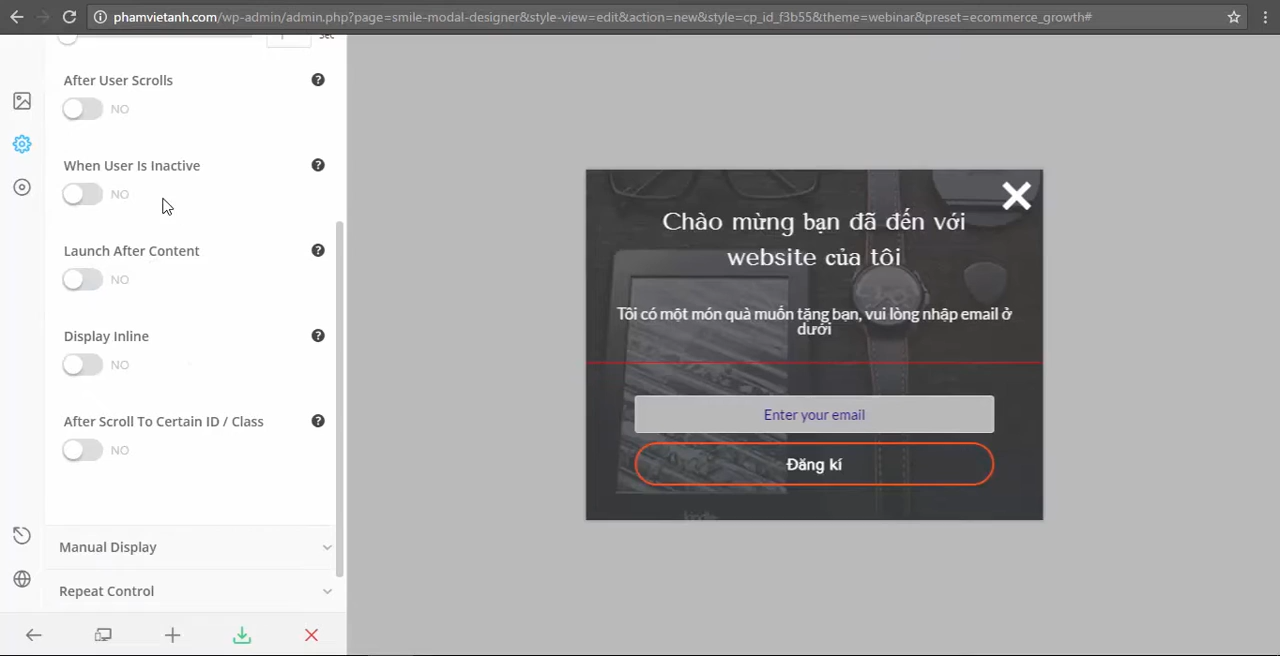 phamvietanh.com/wp-admin/admin.php?page=smile-modal-designer&style-view=edit&action=new&style=cp_id_f3b55&theme=webinar&preset=ecommerce_growth#
After User Scrolls
NO
When User Is Inactive
NO
Launch After Content
NO
Display Inline
NO
After Scroll To Certain ID / Class
NO
Manual Display
Repeat Control
Chào mừng bạn đã đến với
website của tôi
Tôi có một món quà muốn tặng bạn, vui lòng nhập email ở
dưới
Enter your email
Đăng kí
kindle